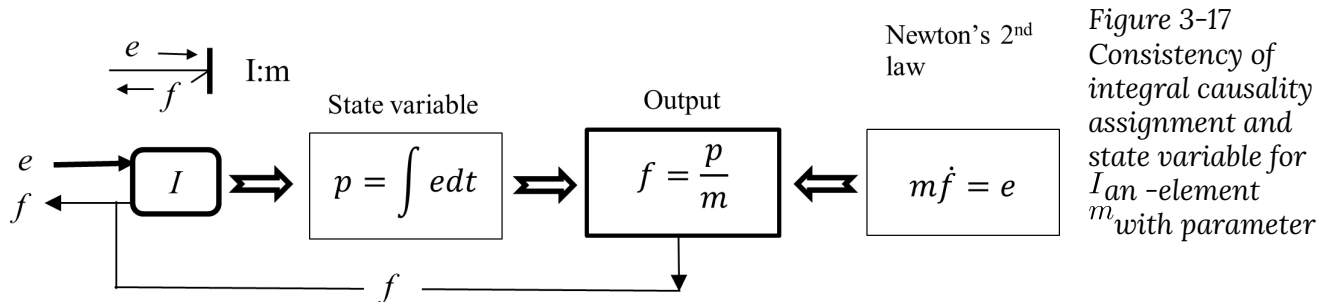 e
f
I:m
e
f
I
State variable
p = ∫ edt
Output
f = p/m
Newton's 2nd
law
mḟ = e
f
Figure 3-17
Consistency of
integral causality
assignment and
state variable for
I an -element
m with parameter